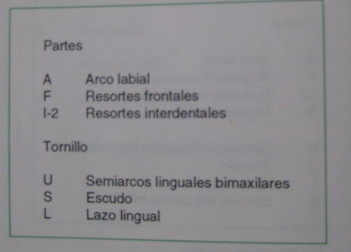 Partes
A Arco labial
F Resortes frontales
I-2 Resortes interdentales
Tornillo
U Semiarcos linguales bimaxilares
S Escudo
L Lazo lingual